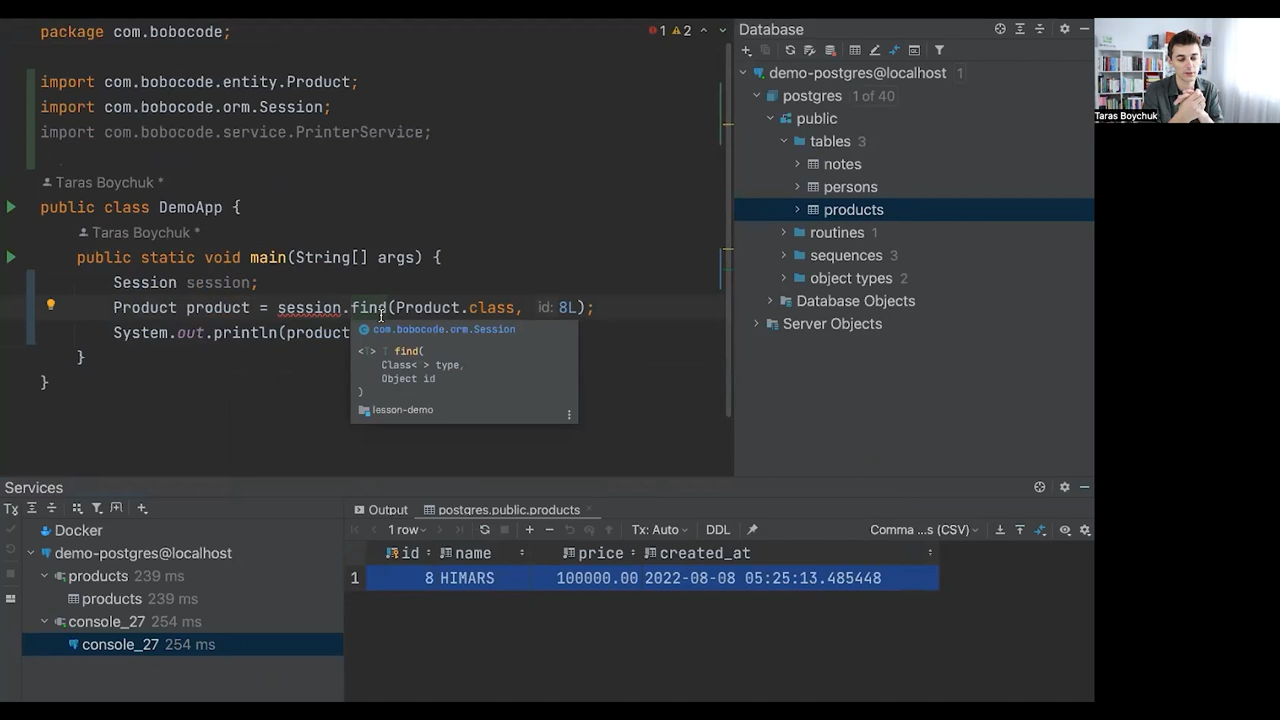 package com.bobocode;
import com.bobocode.entity.Product;
import com.bobocode.orm.Session;
import com.bobocode.service.PrinterService;
Taras Boychuk *
public class DemoApp {
Taras Boychuk *
public static void main(String[] args) {
Session session;
Product product = session.find(Product.class, id: 8L);
System.out.println(product
}
}
1 2
com.bobocode.orm.Session
<T> T find(
Class< > type,
Object id
)
lesson-demo
Database
demo-postgres@localhost 1
postgres 1 of 40
public
tables 3
notes
persons
products
routines 1
sequences 3
object types 2
Database Objects
Server Objects
Taras Boychuk
Services
Tx
Docker
demo-postgres@localhost
products 239 ms
products 239 ms
console_27 254 ms
console_27 254 ms
Output postgres.public.products
1 row Tx: Auto DDL Comma ...s (CSV)
id name price created_at
1 8 HIMARS 100000.00 2022-08-08 05:25:13.485448